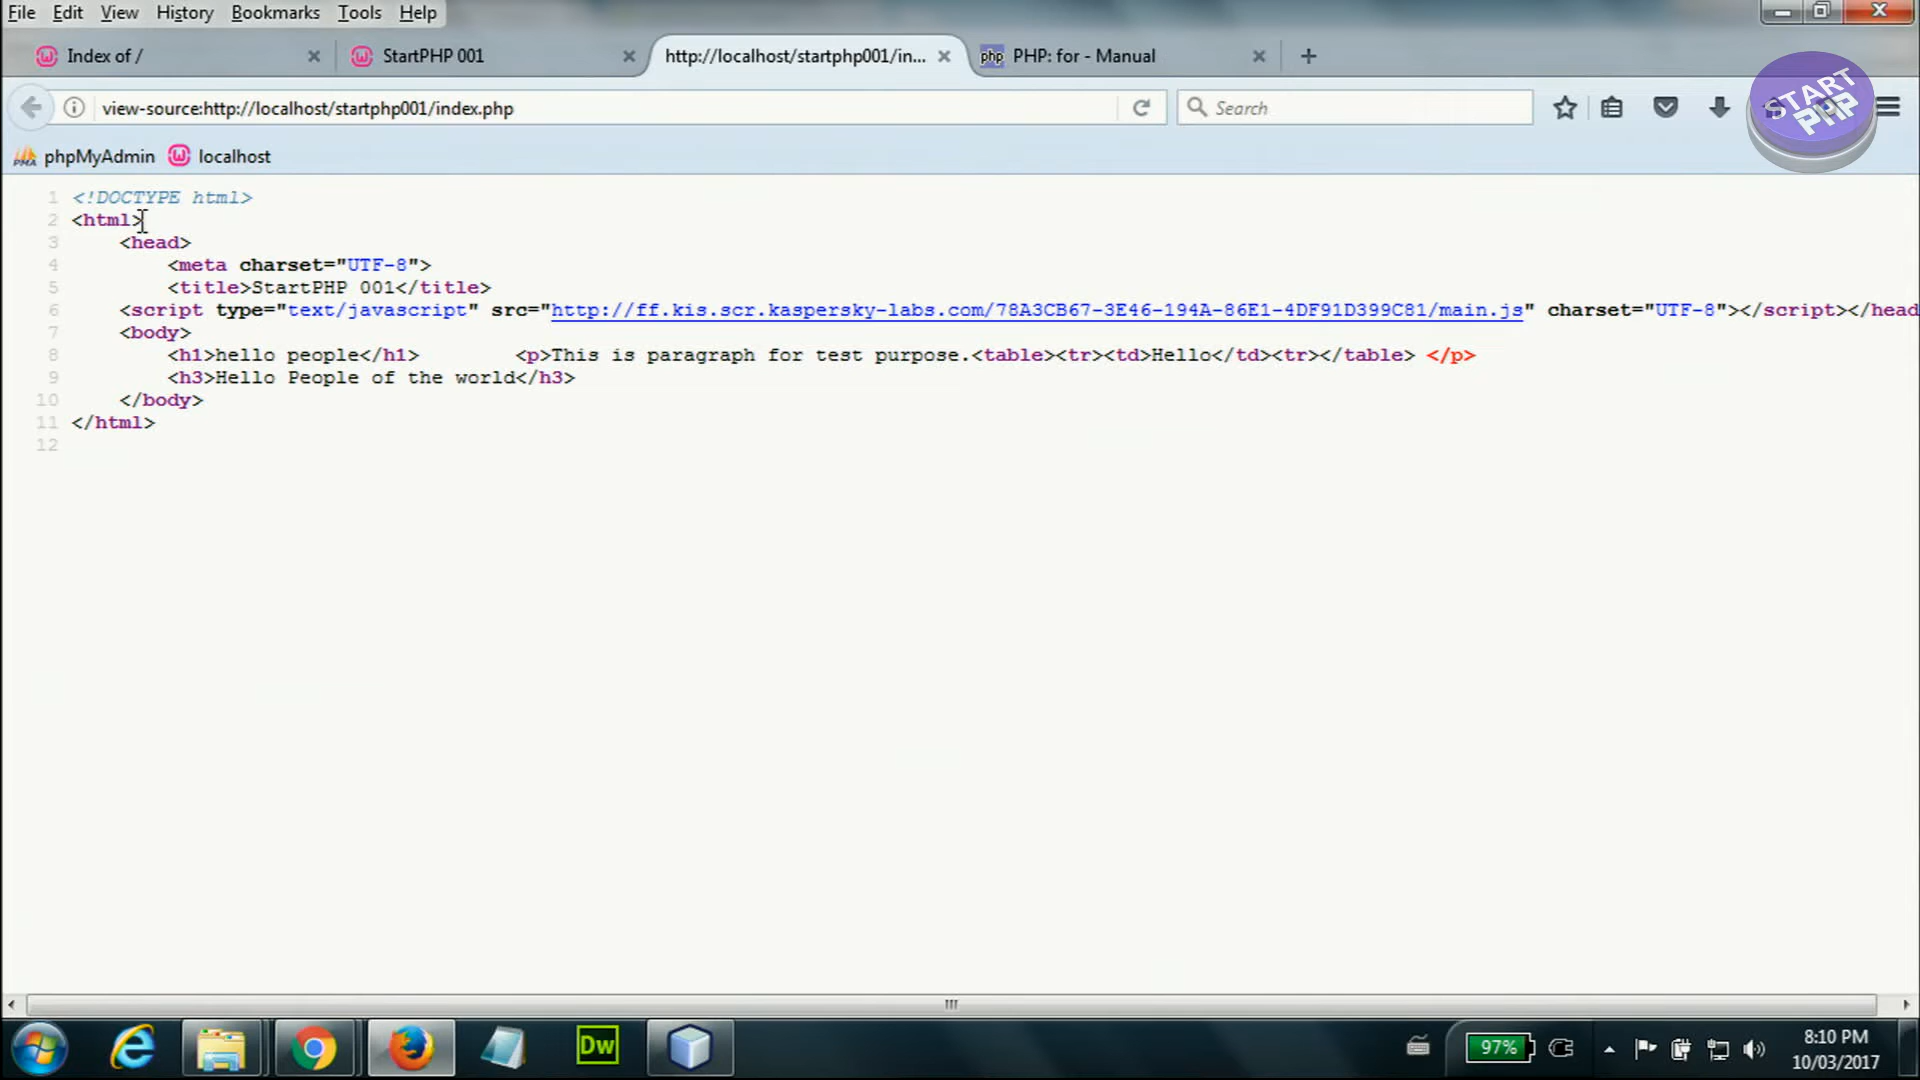 File Edit View History Bookmarks Tools Help
Index of /
StartPHP 001
http://localhost/startphp001/in...
php PHP: for - Manual
view-source:http://localhost/startphp001/index.php
Search
START PHP
PMA phpMyAdmin localhost
1 <!DOCTYPE html>
2 <html>
3 <head>
4 <meta charset="UTF-8">
5 <title>StartPHP 001</title>
6 <script type="text/javascript" src="http://ff.kis.scr.kaspersky-labs.com/78A3CB67-3E46-194A-86E1-4DF91D399C81/main.js" charset="UTF-8"></script></head
7 <body>
8 <h1>hello people</h1> <p>This is paragraph for test purpose.<table><tr><td>Hello</td><tr></table> </p>
9 <h3>Hello People of the world</h3>
10 </body>
11 </html>
12
Dw
97%
8:10 PM
10/03/2017